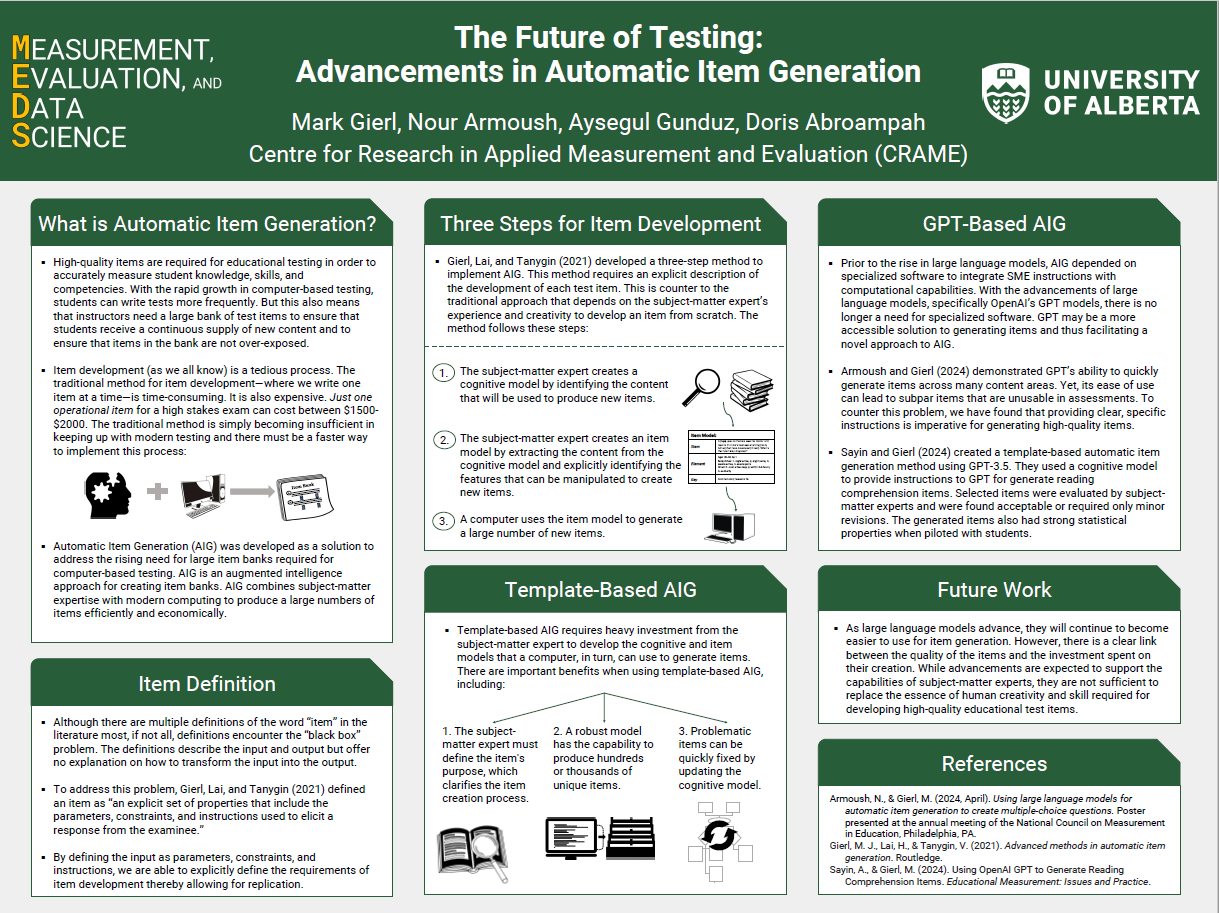 MEASUREMENT,
EVALUATION, AND
DATA
SCIENCE
The Future of Testing:
Advancements in Automatic Item Generation
Mark Gierl, Nour Armoush, Aysegul Gunduz, Doris Abroampah
Centre for Research in Applied Measurement and Evaluation (CRAME)
UNIVERSITY
OF ALBERTA
What is Automatic Item Generation?
▪ High-quality items are required for educational testing in order to
accurately measure student knowledge, skills, and
competencies. With the rapid growth in computer-based testing,
students can write tests more frequently. But this also means
that instructors need a large bank of test items to ensure that
students receive a continuous supply of new content and to
ensure that items in the bank are not over-exposed.
▪ Item development (as we all know) is a tedious process. The
traditional method for item development—where we write one
item at a time—is time-consuming. It is also expensive. Just one
operational item for a high stakes exam can cost between $1500-
$2000. The traditional method is simply becoming insufficient in
keeping up with modern testing and there must be a faster way
to implement this process:
Item Bank
▪ Automatic Item Generation (AIG) was developed as a solution to
address the rising need for large item banks required for
computer-based testing. AIG is an augmented intelligence
approach for creating item banks. AIG combines subject-matter
expertise with modern computing to produce a large numbers of
items efficiently and economically.
Item Definition
▪ Although there are multiple definitions of the word “item” in the
literature most, if not all, definitions encounter the “black box”
problem. The definitions describe the input and output but offer
no explanation on how to transform the input into the output.
▪ To address this problem, Gierl, Lai, and Tanygin (2021) defined
an item as “an explicit set of properties that include the
parameters, constraints, and instructions used to elicit a
response from the examinee.”
▪ By defining the input as parameters, constraints, and
instructions, we are able to explicitly define the requirements of
item development thereby allowing for replication.
Three Steps for Item Development
▪ Gierl, Lai, and Tanygin (2021) developed a three-step method to
implement AIG. This method requires an explicit description of
the development of each test item. This is counter to the
traditional approach that depends on the subject-matter expert’s
experience and creativity to develop an item from scratch. The
method follows these steps:
1. The subject-matter expert creates a
cognitive model by identifying the content
that will be used to produce new items.
2. The subject-matter expert creates an item
model by extracting the content from the
cognitive model and explicitly identifying the
features that can be manipulated to create
new items.
Item Model:
Stem
Element
Key
3. A computer uses the item model to generate
a large number of new items.
Template-Based AIG
▪ Template-based AIG requires heavy investment from the
subject-matter expert to develop the cognitive and item
models that a computer, in turn, can use to generate items.
There are important benefits when using template-based AIG,
including:
1. The subject-
matter expert must
define the item's
purpose, which
clarifies the item
creation process.
2. A robust model
has the capability to
produce hundreds
or thousands of
unique items.
3. Problematic
items can be
quickly fixed by
updating the
cognitive model.
GPT-Based AIG
▪ Prior to the rise in large language models, AIG depended on
specialized software to integrate SME instructions with
computational capabilities. With the advancements of large
language models, specifically OpenAI’s GPT models, there is no
longer a need for specialized software. GPT may be a more
accessible solution to generating items and thus facilitating a
novel approach to AIG.
▪ Armoush and Gierl (2024) demonstrated GPT’s ability to quickly
generate items across many content areas. Yet, its ease of use
can lead to subpar items that are unusable in assessments. To
counter this problem, we have found that providing clear, specific
instructions is imperative for generating high-quality items.
▪ Sayin and Gierl (2024) created a template-based automatic item
generation method using GPT-3.5. They used a cognitive model
to provide instructions to GPT for generate reading
comprehension items. Selected items were evaluated by subject-
matter experts and were found acceptable or required only minor
revisions. The generated items also had strong statistical
properties when piloted with students.
Future Work
▪ As large language models advance, they will continue to become
easier to use for item generation. However, there is a clear link
between the quality of the items and the investment spent on
their creation. While advancements are expected to support the
capabilities of subject-matter experts, they are not sufficient to
replace the essence of human creativity and skill required for
developing high-quality educational test items.
References
Armoush, N., & Gierl, M. (2024, April). Using large language models for
automatic item generation to create multiple-choice questions. Poster
presented at the annual meeting of the National Council on Measurement
in Education, Philadelphia, PA.
Gierl, M. J., Lai, H., & Tanygin, V. (2021). Advanced methods in automatic item
generation. Routledge.
Sayin, A., & Gierl, M. (2024). Using OpenAI GPT to Generate Reading
Comprehension Items. Educational Measurement: Issues and Practice.